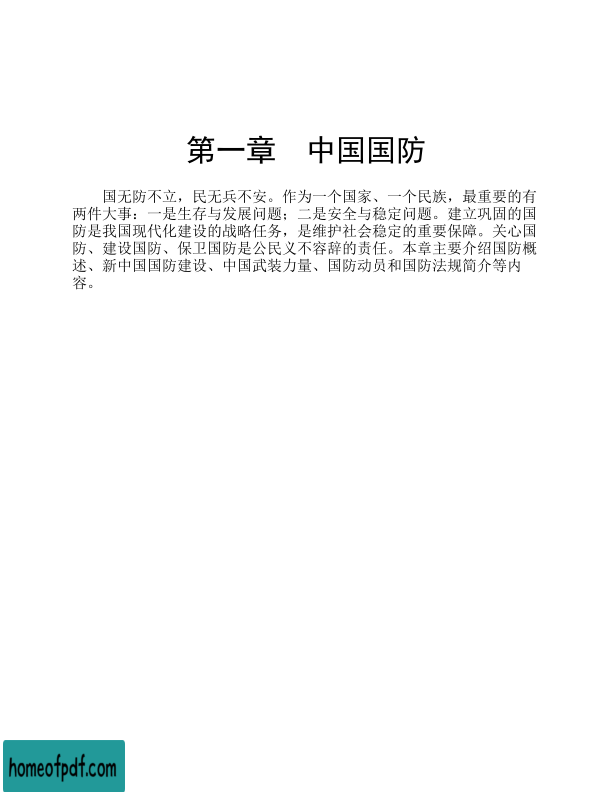 第一章　中国国防
国无防不立，民无兵不安。作为一个国家、一个民族，最重要的有
两件大事：一是生存与发展问题；二是安全与稳定问题。建立巩固的国
防是我国现代化建设的战略任务，是维护社会稳定的重要保障。关心国
防、建设国防、保卫国防是公民义不容辞的责任。本章主要介绍国防概
述、新中国国防建设、中国武装力量、国防动员和国防法规简介等内
容。
homeofpdf.com